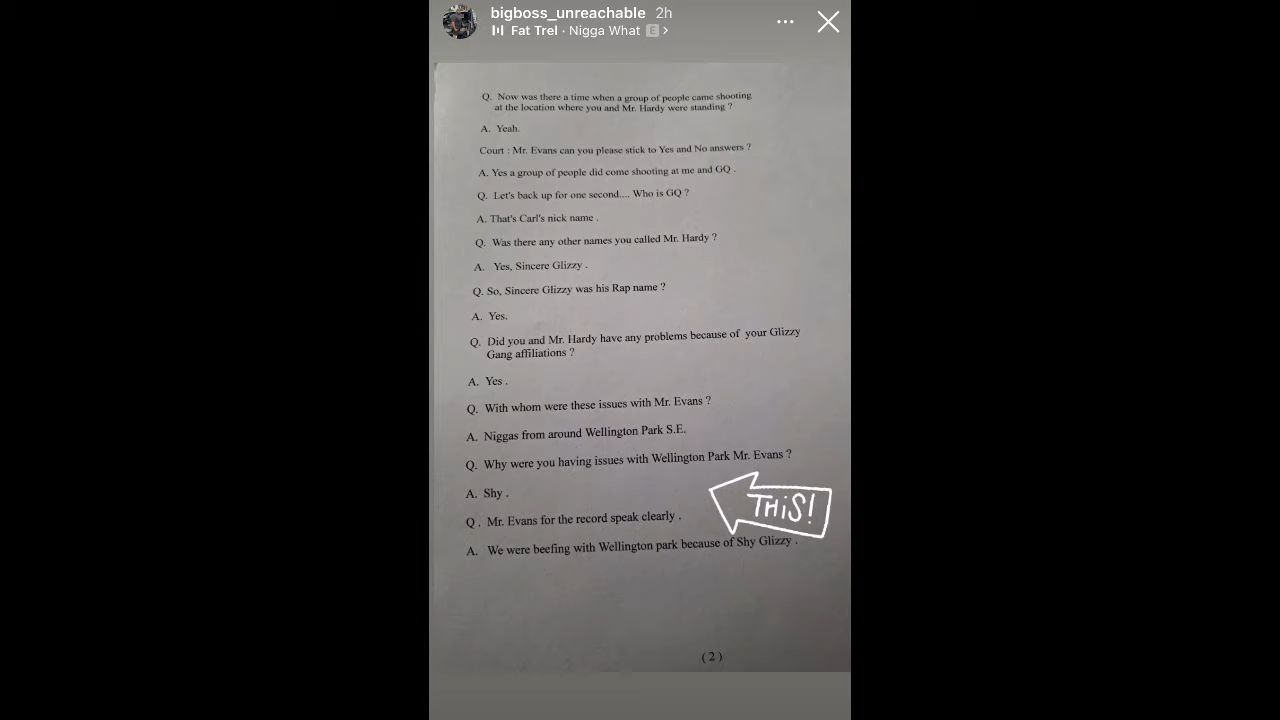 bigboss_unreachable 2h
Fat Trel · Nigga What E >
Q. Now was there a time when a group of people came shooting
at the location where you and Mr. Hardy were standing ?
A. Yeah.
Court : Mr. Evans can you please stick to Yes and No answers ?
A. Yes a group of people did come shooting at me and GQ .
Q. Let's back up for one second.... Who is GQ ?
A. That's Carl's nick name .
Q. Was there any other names you called Mr. Hardy ?
A. Yes, Sincere Glizzy .
Q. So, Sincere Glizzy was his Rap name ?
A. Yes.
Q. Did you and Mr. Hardy have any problems because of your Glizzy
Gang affiliations ?
A. Yes .
Q. With whom were these issues with Mr. Evans ?
A. Niggas from around Wellington Park S.E.
Q. Why were you having issues with Wellington Park Mr. Evans ?
A. Shy .
THiS!
Q . Mr. Evans for the record speak clearly .
A. We were beefing with Wellington park because of Shy Glizzy .
( 2 )